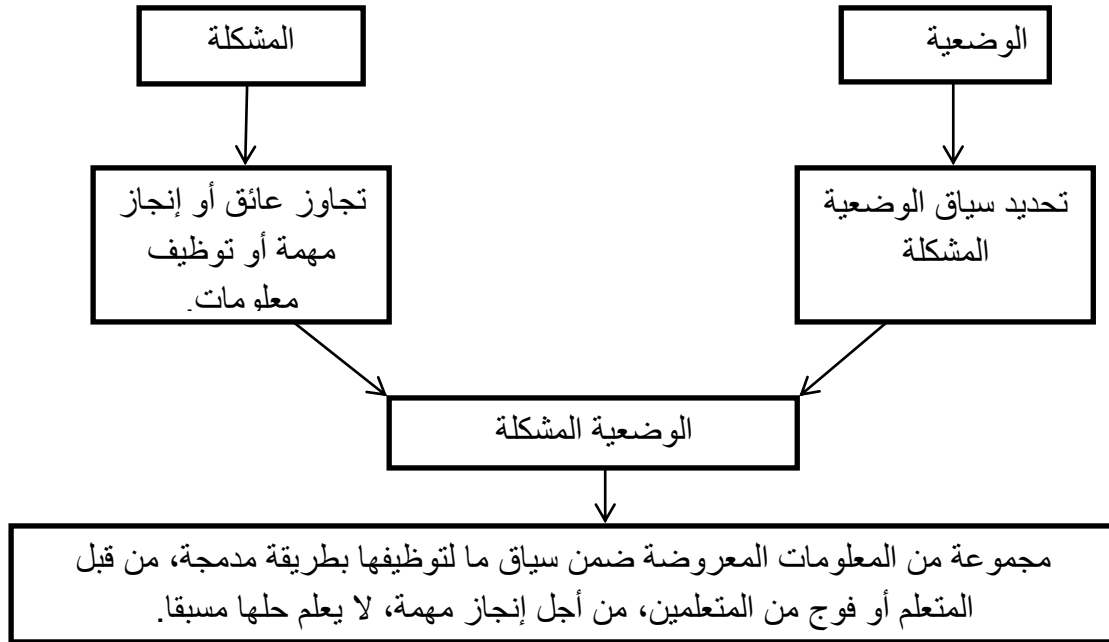 الوضعية
المشكلة
تحديد سياق الوضعية
المشكلة
تجاوز عائق أو إنجاز
مهمة أو توظيف
معلومات.
الوضعية المشكلة
مجموعة من المعلومات المعروضة ضمن سياق ما لتوظيفها بطريقة مدمجة، من قبل
المتعلم أو فوج من المتعلمين، من أجل إنجاز مهمة، لا يعلم حلها مسبقا.